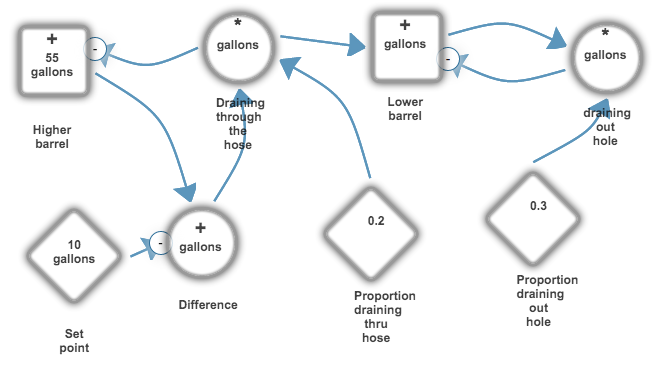 +
55
gallons
-
Higher
barrel
*
gallons
Draining
through
the
hose
+
gallons
-
Lower
barrel
*
gallons
draining
out
hole
10
gallons
Set
point
-
+
gallons
Difference
0.2
Proportion
draining
thru
hose
0.3
Proportion
draining
out
hole